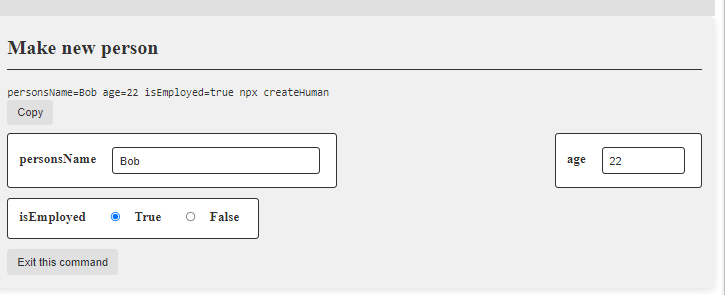 Make new person
personsName=Bob age=22 isEmployed=true npx createHuman
Copy
personsName Bob age 22
isEmployed True False
Exit this command